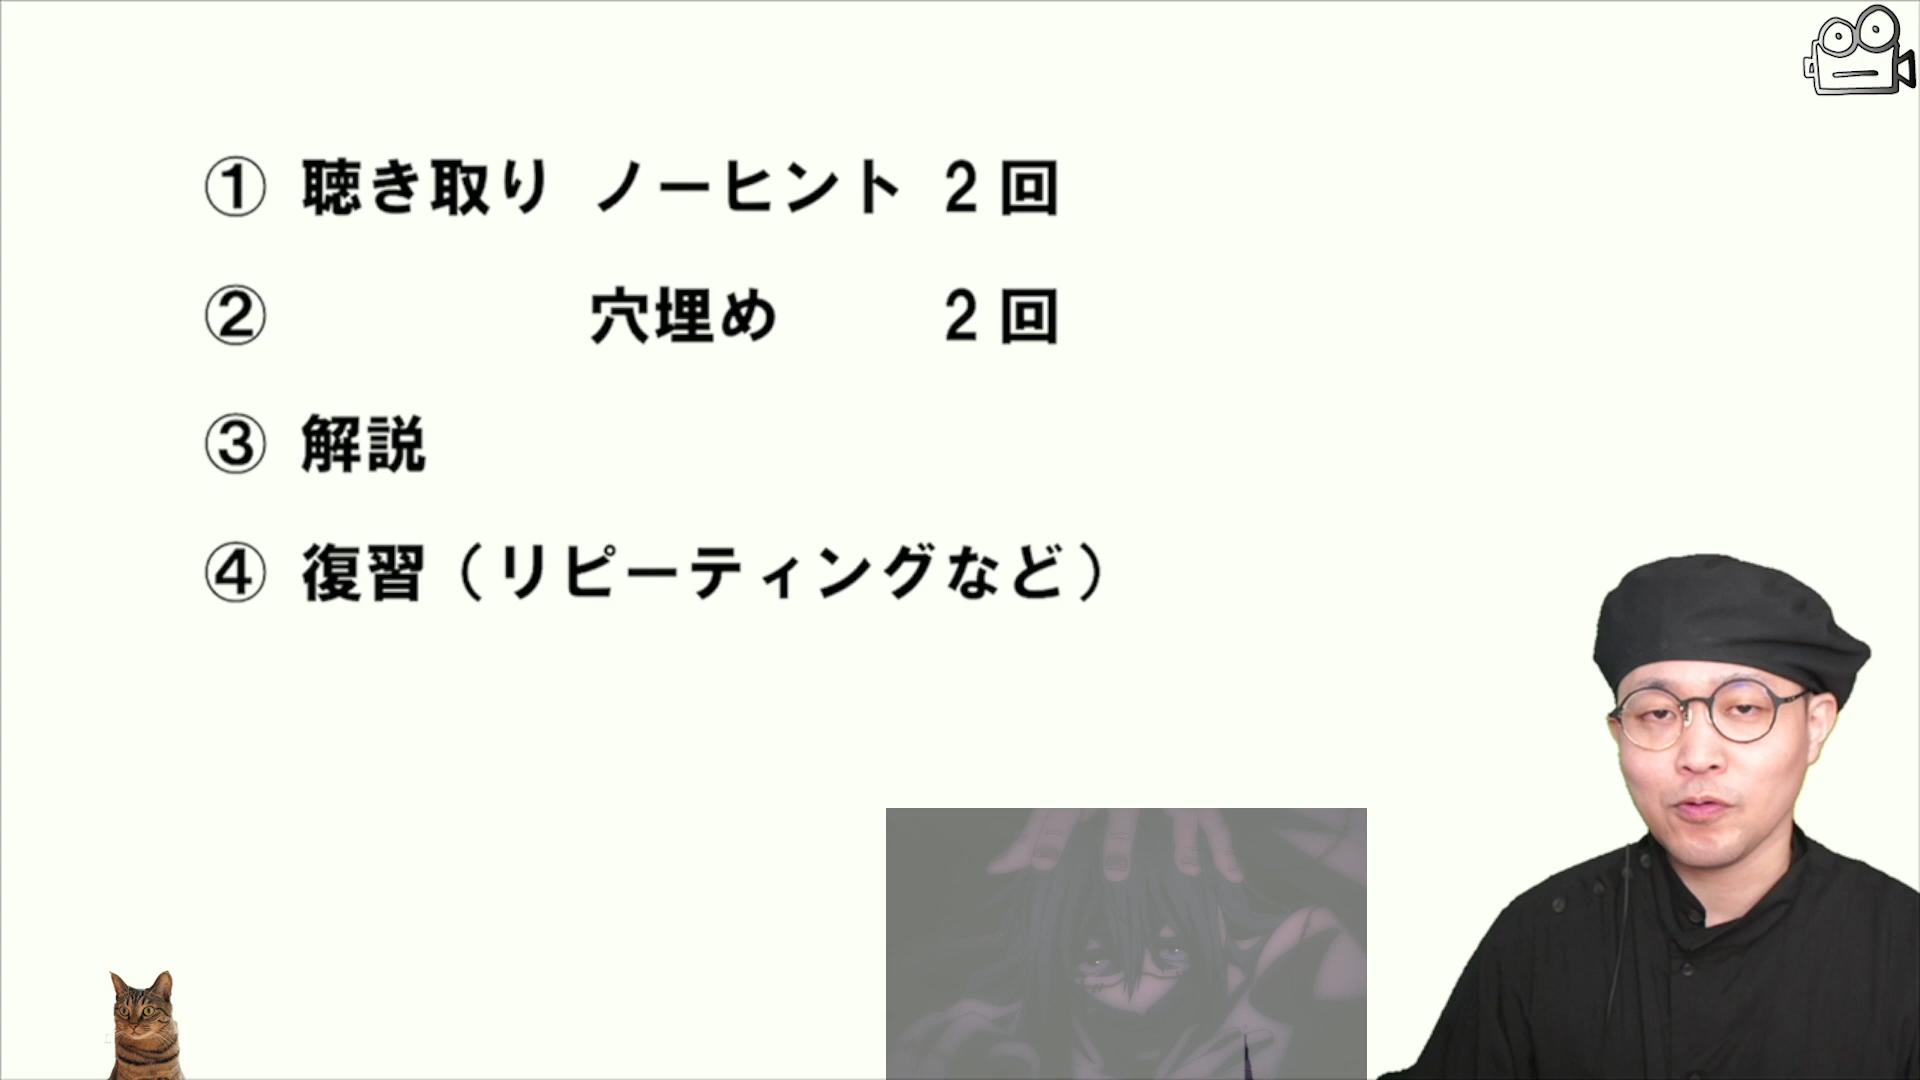 ① 聴き取り ノーヒント 2回
② 穴埋め 2回
③ 解説
④ 復習（リピーティングなど）